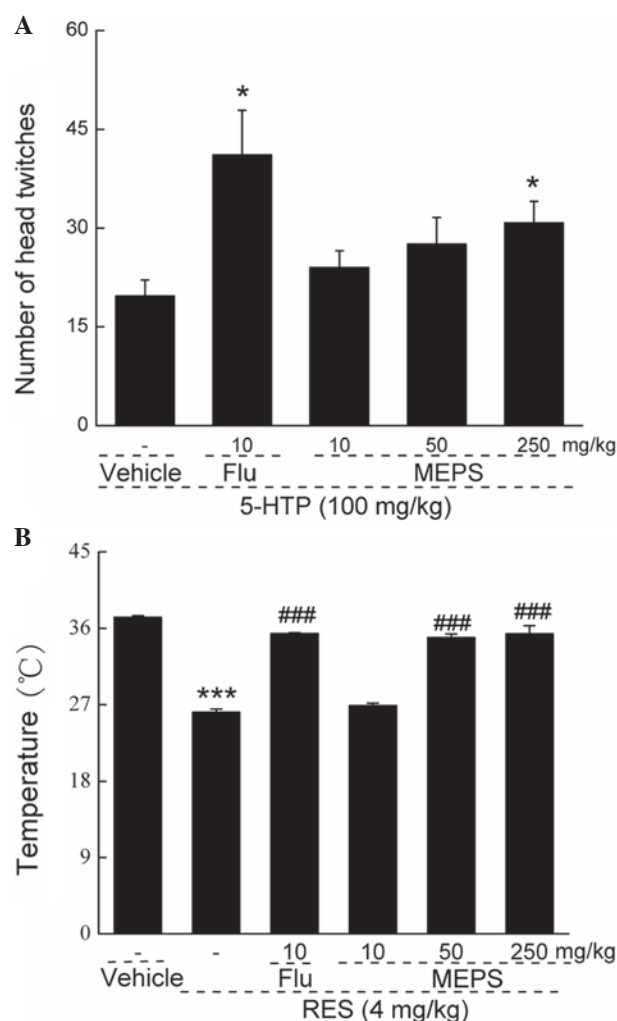 A
60
45
30
15
0
Number of head twitches
*
*
- 10 10 50 250 mg/kg
Vehicle Flu MEPS
5-HTP (100 mg/kg)
B
45
36
27
18
9
0
Temperature (℃)
***
###
###
###
- - 10 10 50 250 mg/kg
Vehicle Flu MEPS
RES (4 mg/kg)